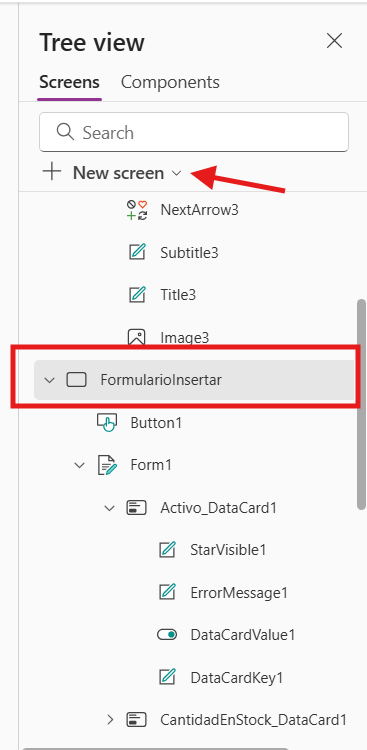 Tree view
Screens Components
Search
New screen
NextArrow3
Subtitle3
Title3
Image3
FormularioInsertar
Button1
Form1
Activo_DataCard1
StarVisible1
ErrorMessage1
DataCardValue1
DataCardKey1
CantidadEnStock_DataCard1